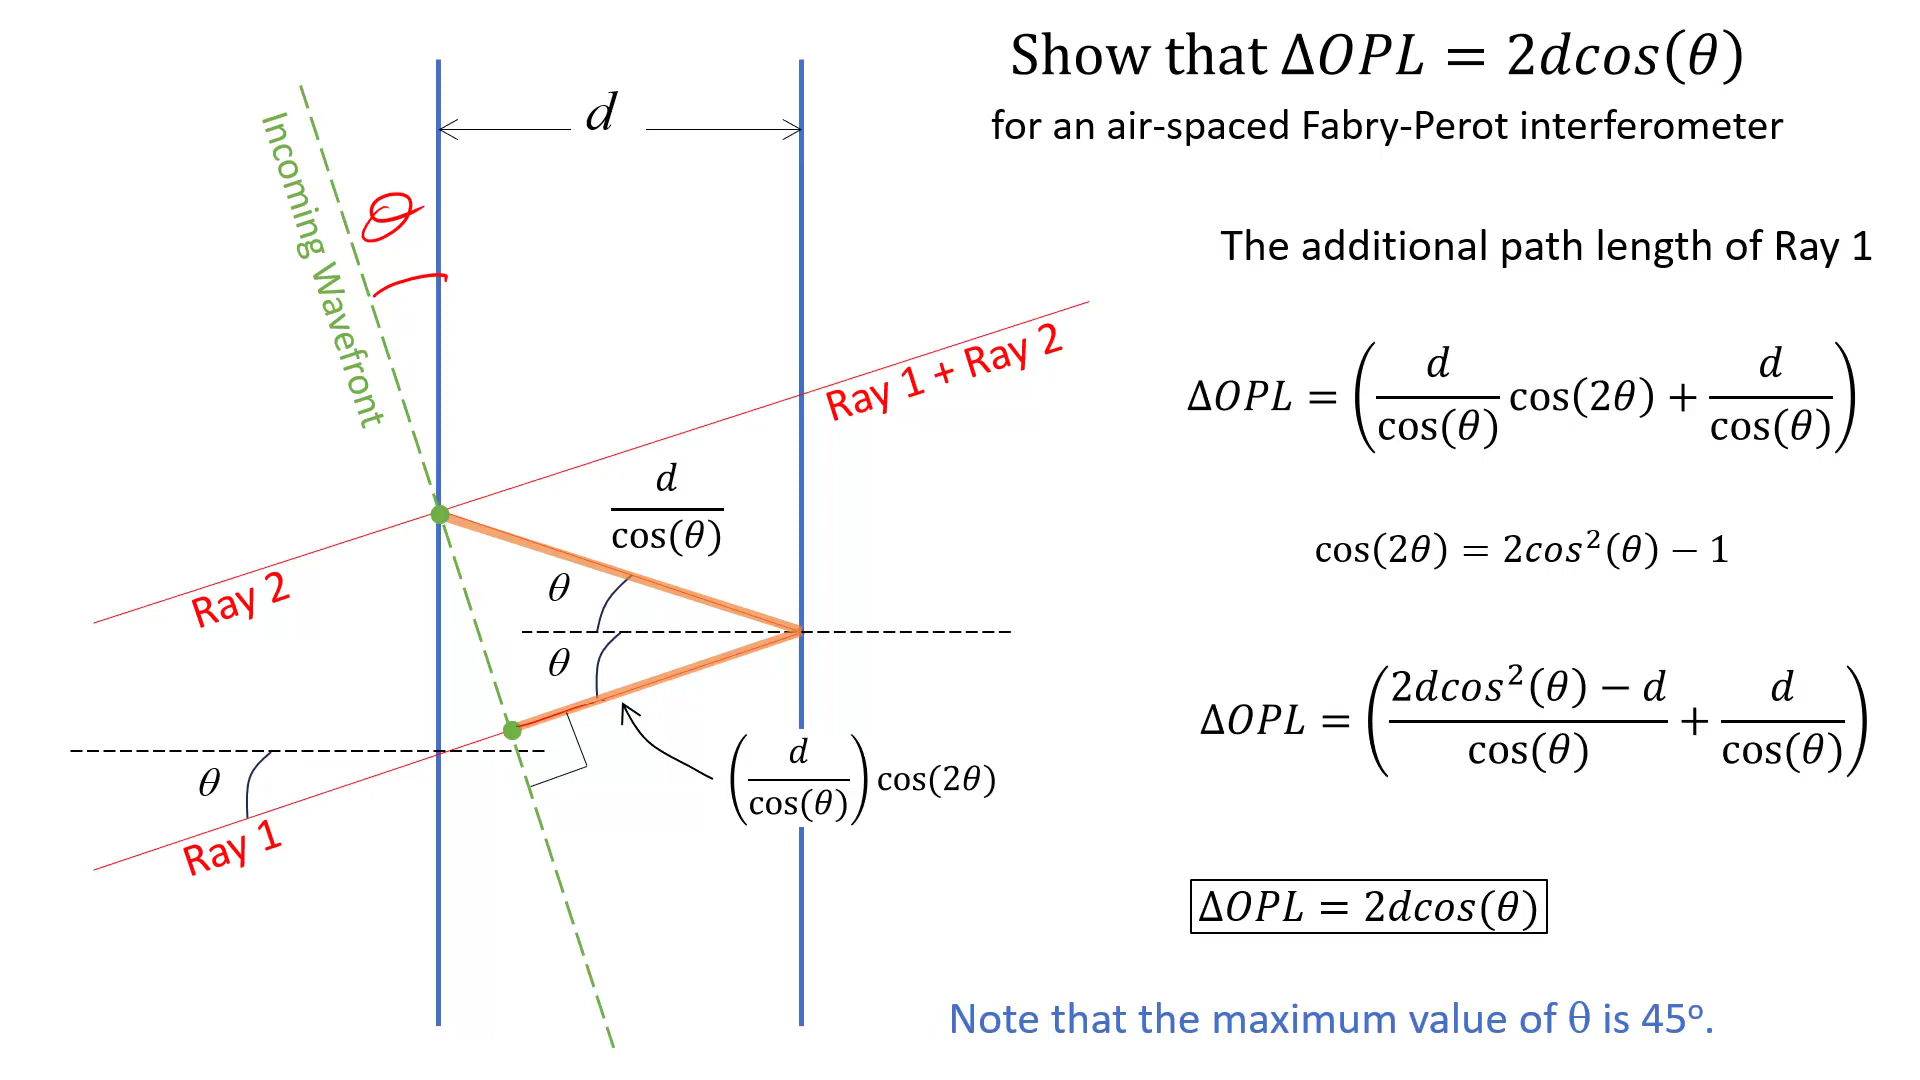 Show that ΔOPL = 2dcos(θ)
for an air-spaced Fabry-Perot interferometer
d
Incoming Wavefront
θ
The additional path length of Ray 1
Ray 1 + Ray 2
ΔOPL = (d/cos(θ) cos(2θ) + d/cos(θ))
d/cos(θ)
cos(2θ) = 2cos²(θ) − 1
Ray 2
θ
θ
ΔOPL = ((2dcos²(θ) − d)/cos(θ) + d/cos(θ))
(d/cos(θ)) cos(2θ)
θ
Ray 1
ΔOPL = 2dcos(θ)
Note that the maximum value of θ is 45º.